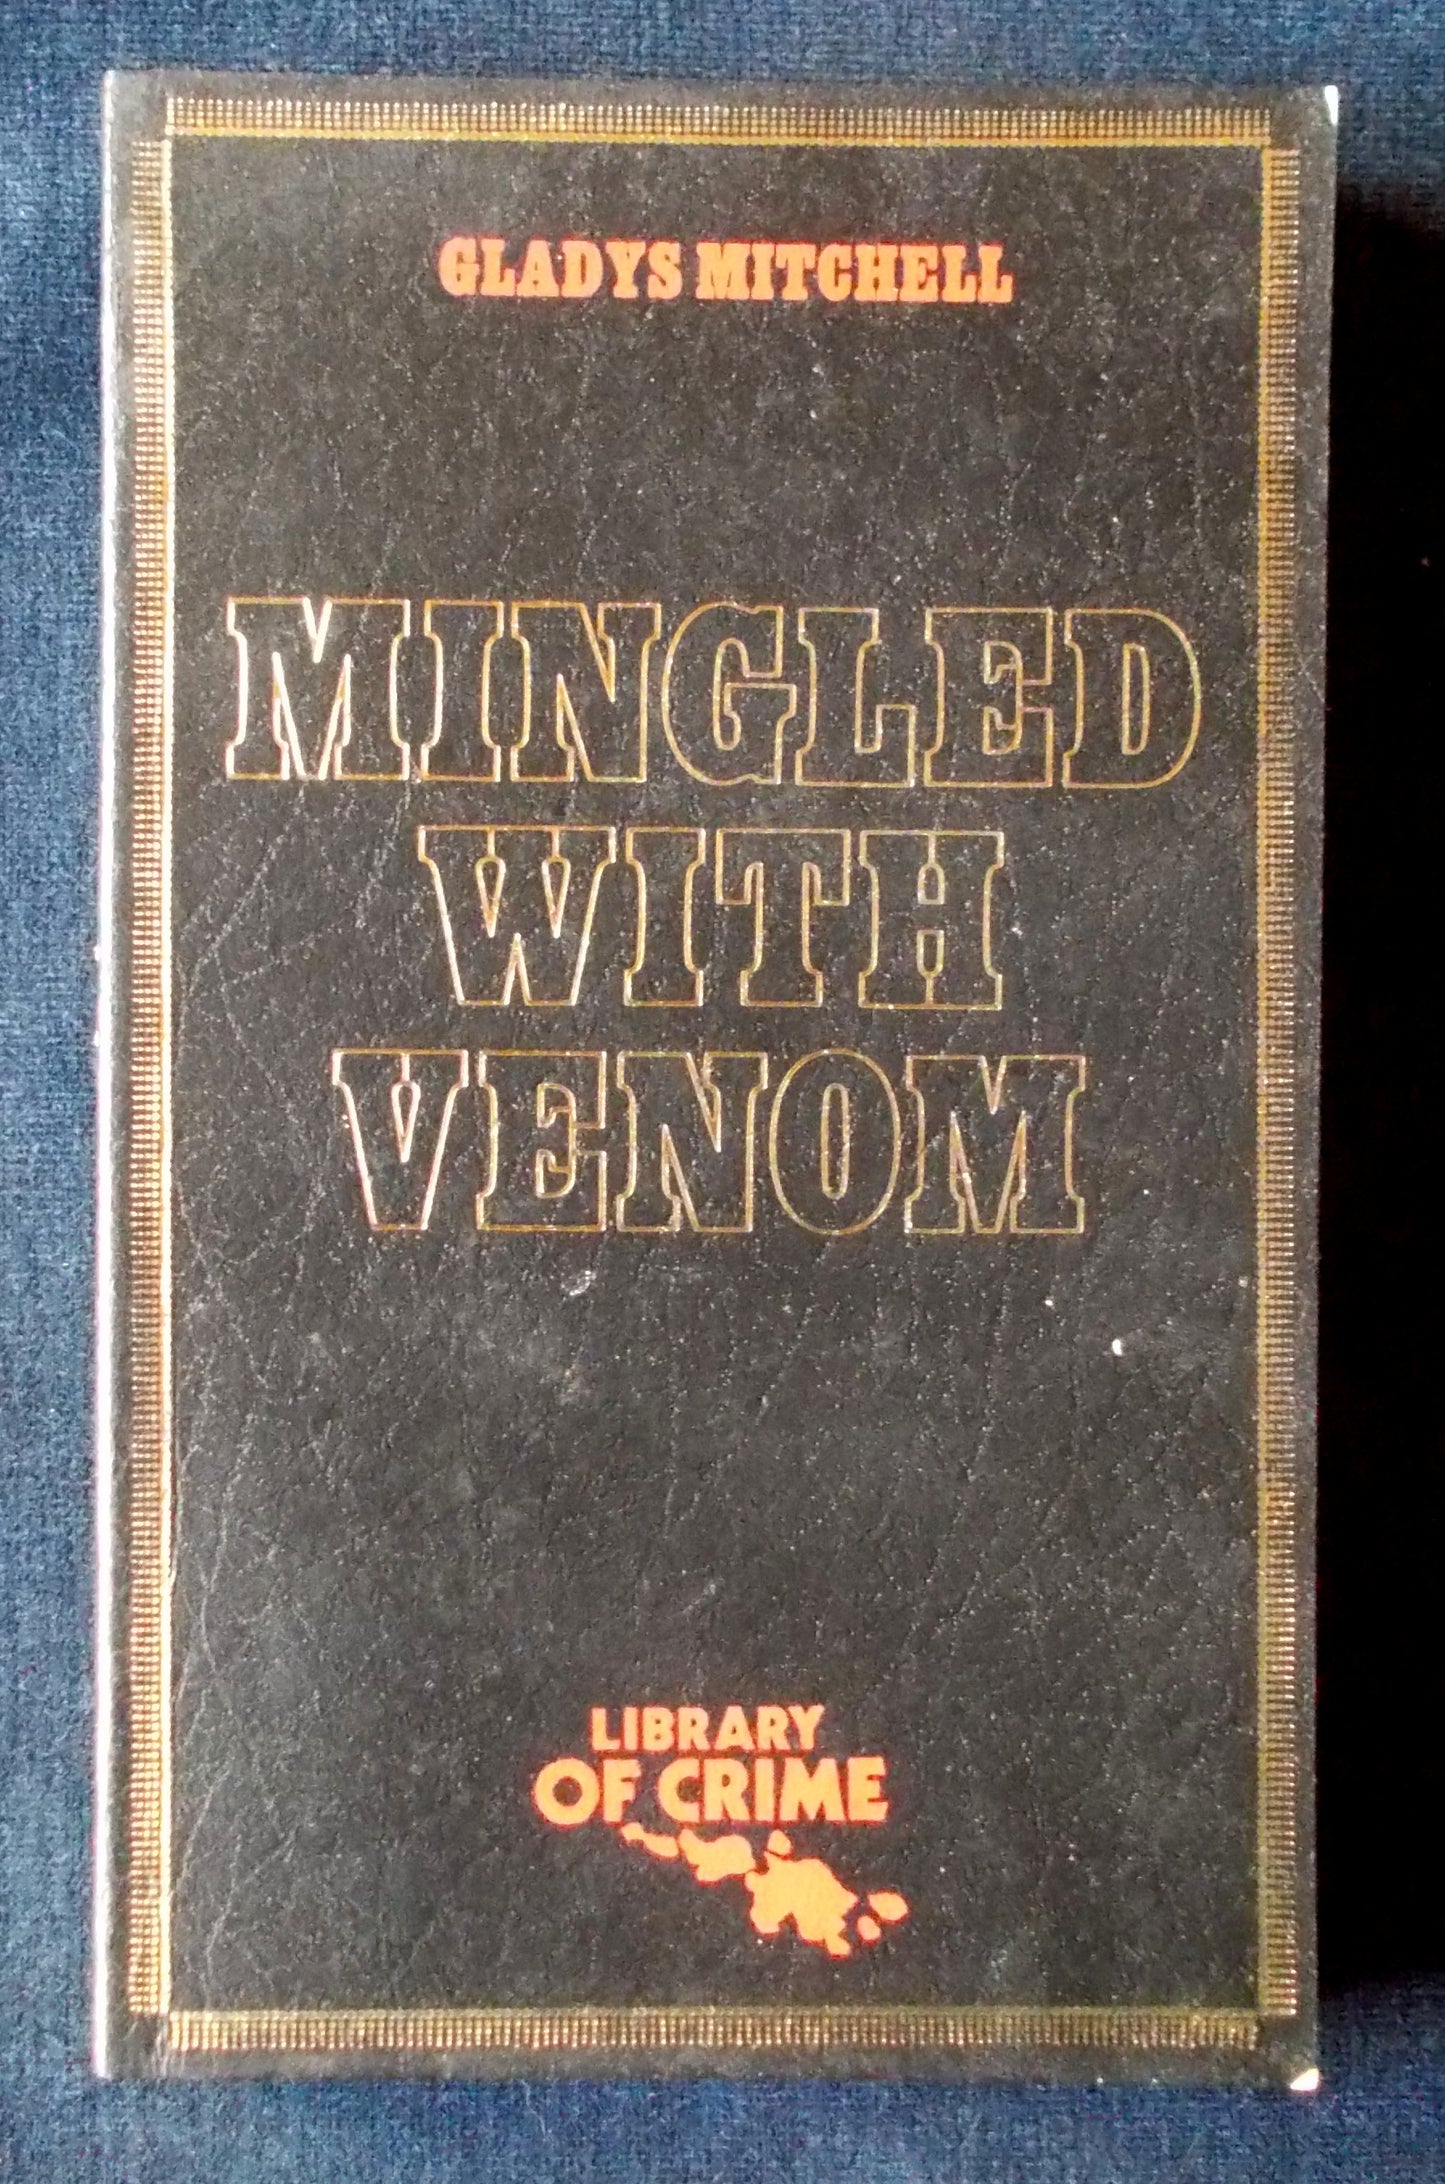 GLADYS MITCHELL
MINGLED
WITH
VENOM
LIBRARY
OF CRIME